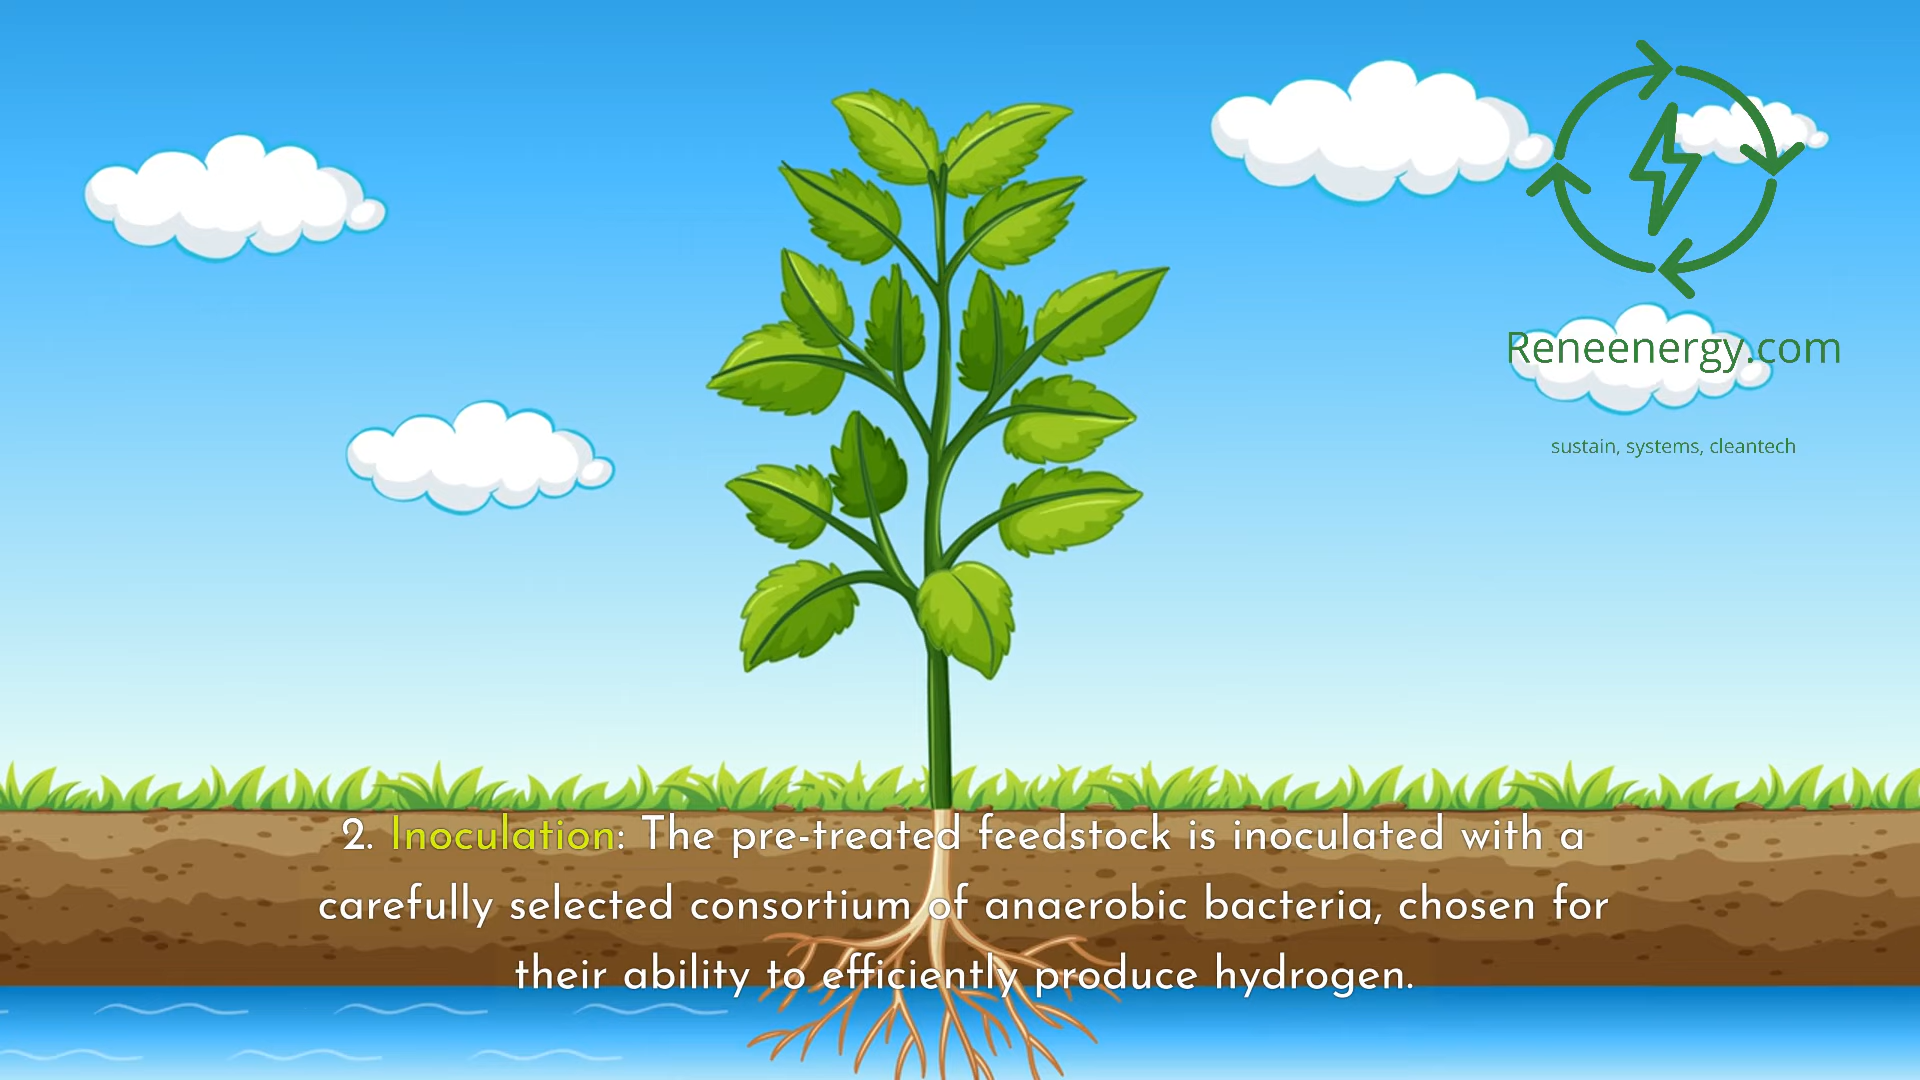 Reneenergy.com
sustain, systems, cleantech
2. Inoculation: The pre-treated feedstock is inoculated with a
carefully selected consortium of anaerobic bacteria, chosen for
their ability to efficiently produce hydrogen.